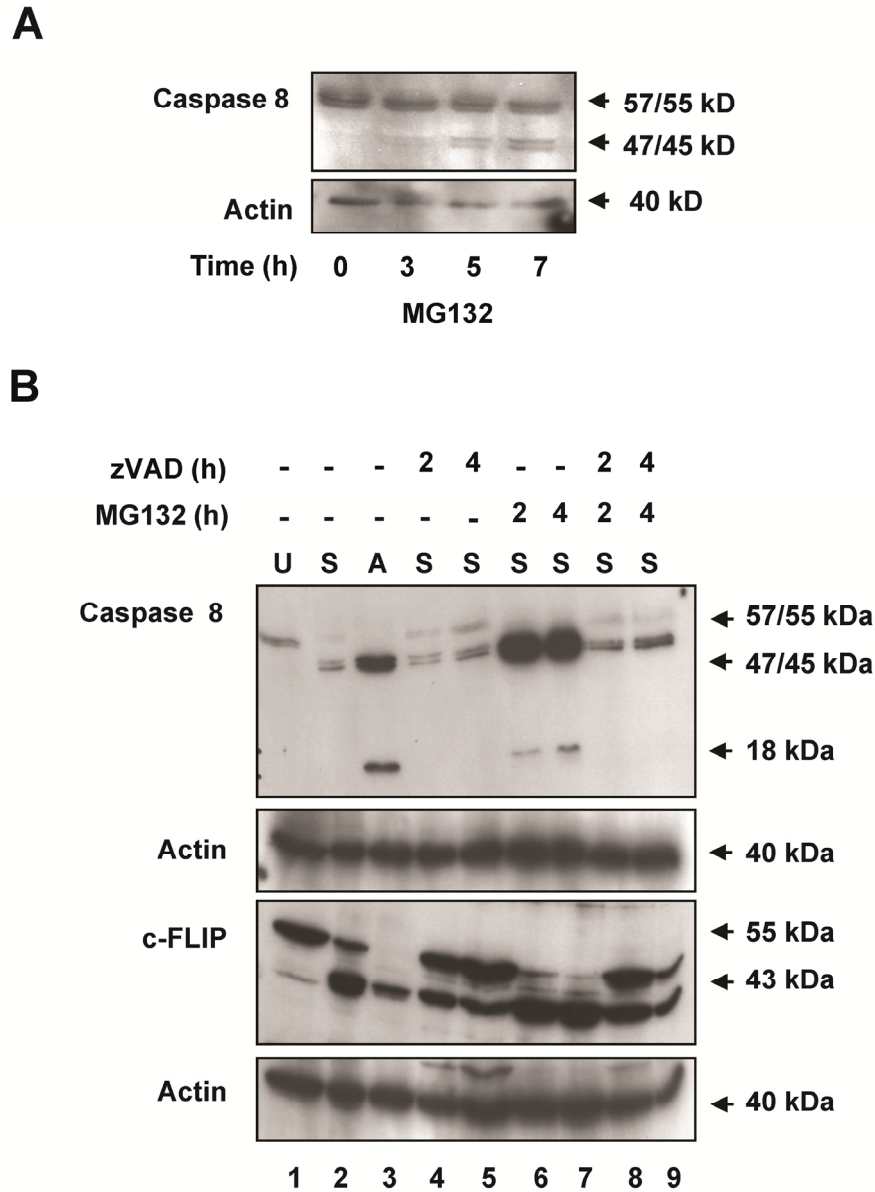 A
Caspase 8 57/55 kD
47/45 kD
Actin 40 kD
Time (h) 0 3 5 7
MG132
B
zVAD (h) - - - 2 4 - - 2 4
MG132 (h) - - - - - 2 4 2 4
U S A S S S S S S
Caspase 8 57/55 kDa
47/45 kDa
18 kDa
Actin 40 kDa
c-FLIP 55 kDa
43 kDa
Actin 40 kDa
1 2 3 4 5 6 7 8 9